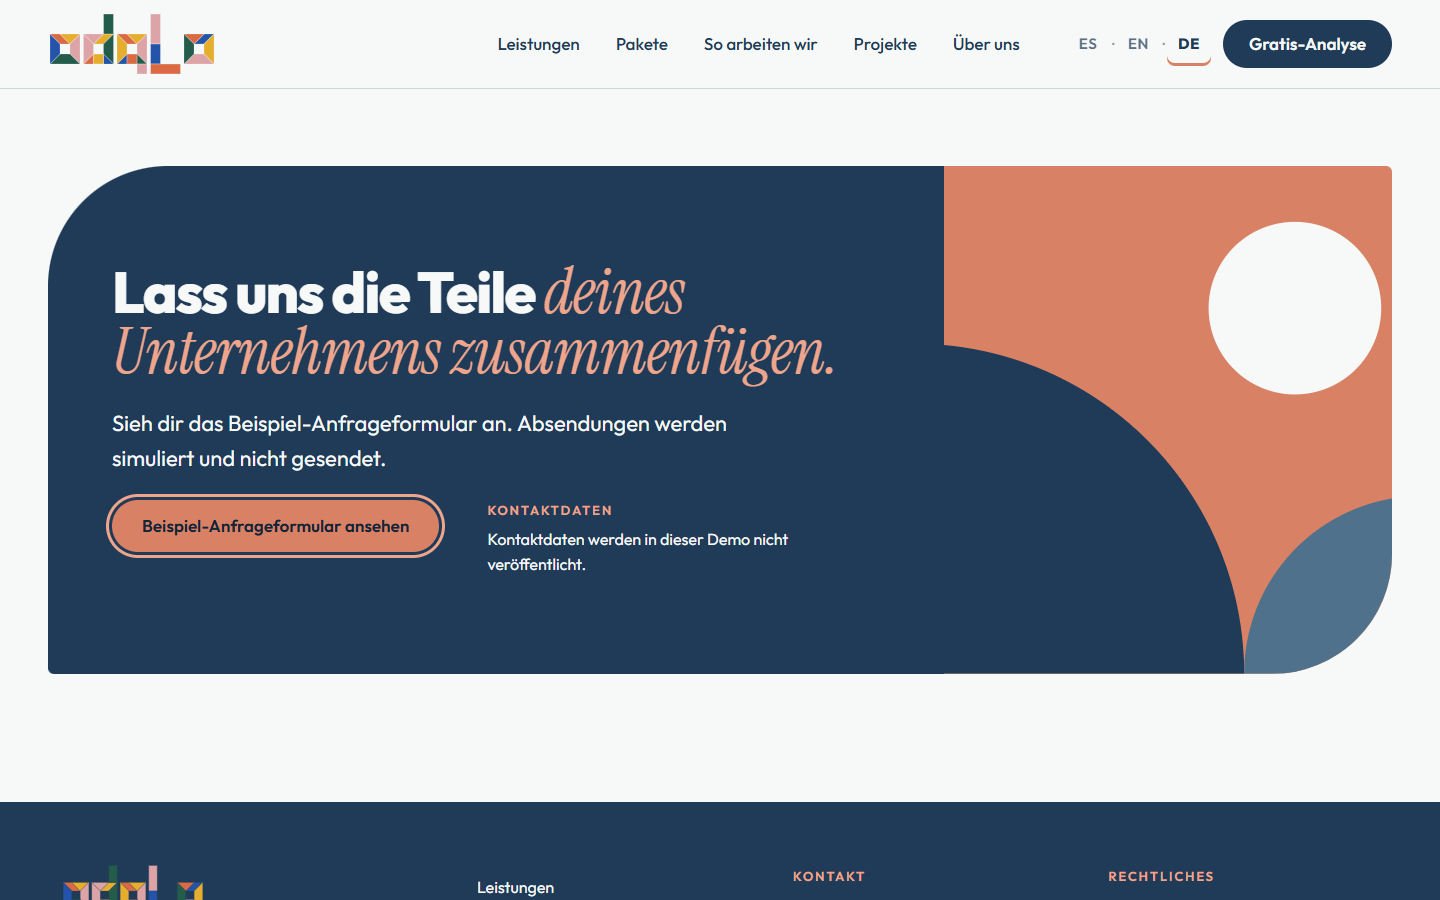 adaLo
Leistungen Pakete So arbeiten wir Projekte Über uns ES · EN · DE Gratis-Analyse
Lass uns die Teile deines
Unternehmens zusammenfügen.
Sieh dir das Beispiel-Anfrageformular an. Absendungen werden
simuliert und nicht gesendet.
Beispiel-Anfrageformular ansehen
KONTAKTDATEN
Kontaktdaten werden in dieser Demo nicht
veröffentlicht.
Leistungen
KONTAKT
RECHTLICHES